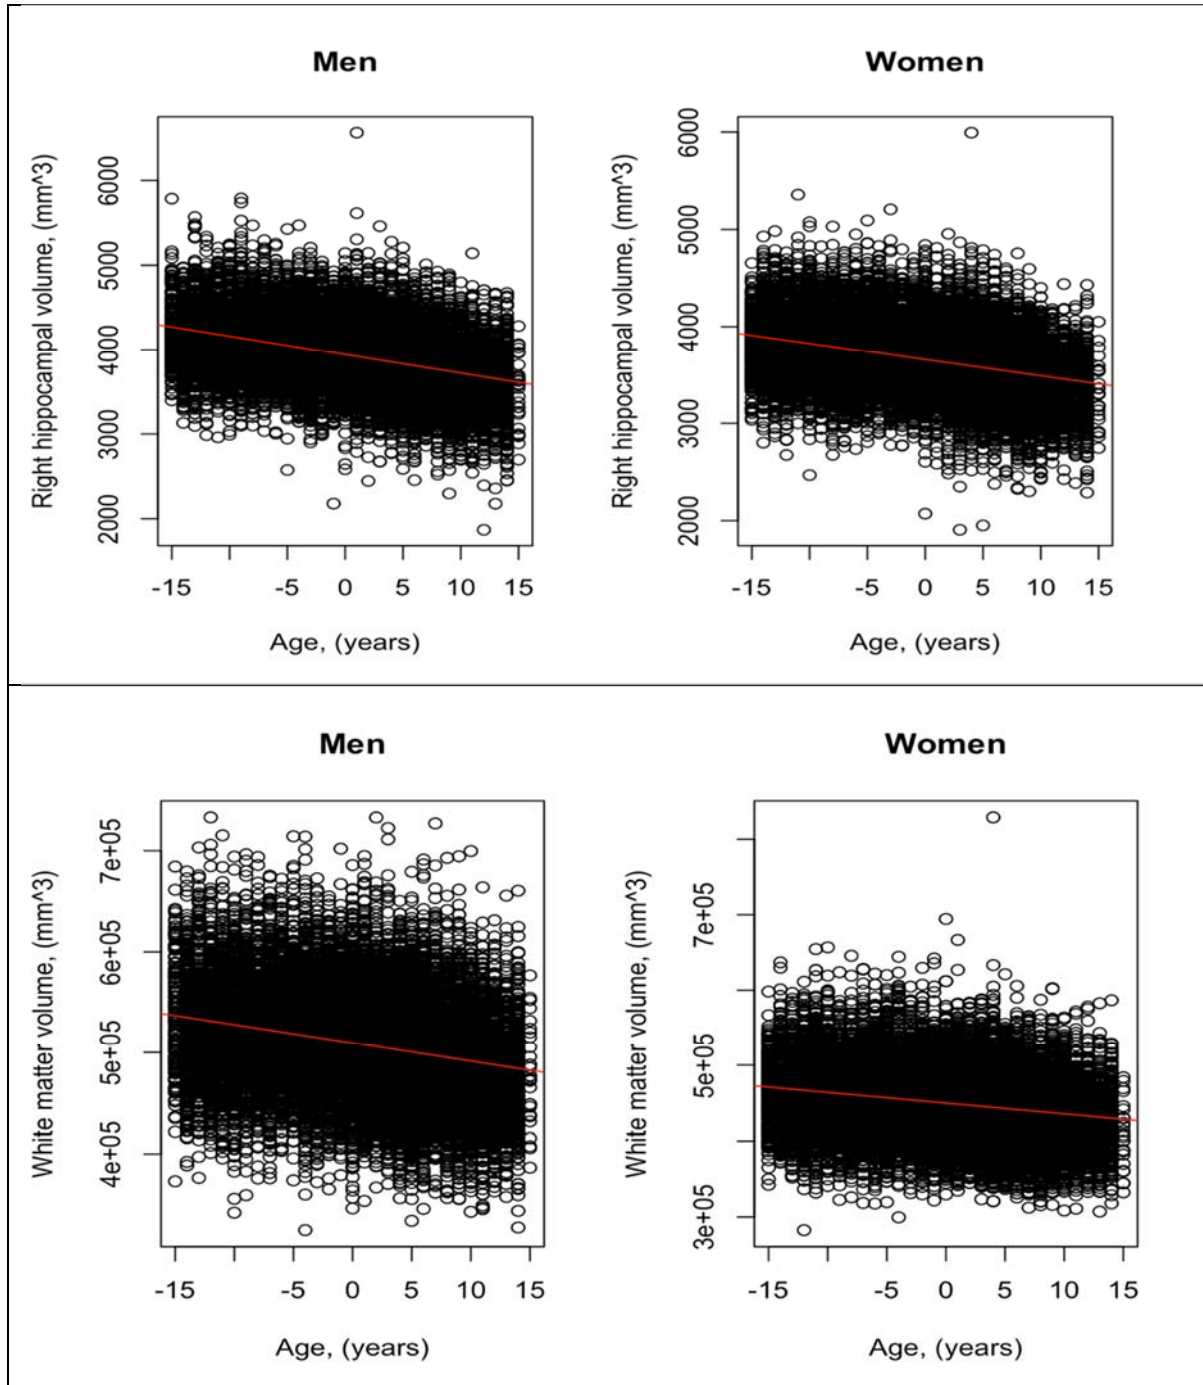 Men
Women
Right hippocampal volume, (mm^3)
2000 3000 4000 5000 6000
-15 -5 0 5 10 15
Age, (years)
Right hippocampal volume, (mm^3)
2000 3000 4000 5000 6000
-15 -5 0 5 10 15
Age, (years)
Men
Women
White matter volume, (mm^3)
4e+05 5e+05 6e+05 7e+05
-15 -5 0 5 10 15
Age, (years)
White matter volume, (mm^3)
3e+05 5e+05 7e+05
-15 -5 0 5 10 15
Age, (years)